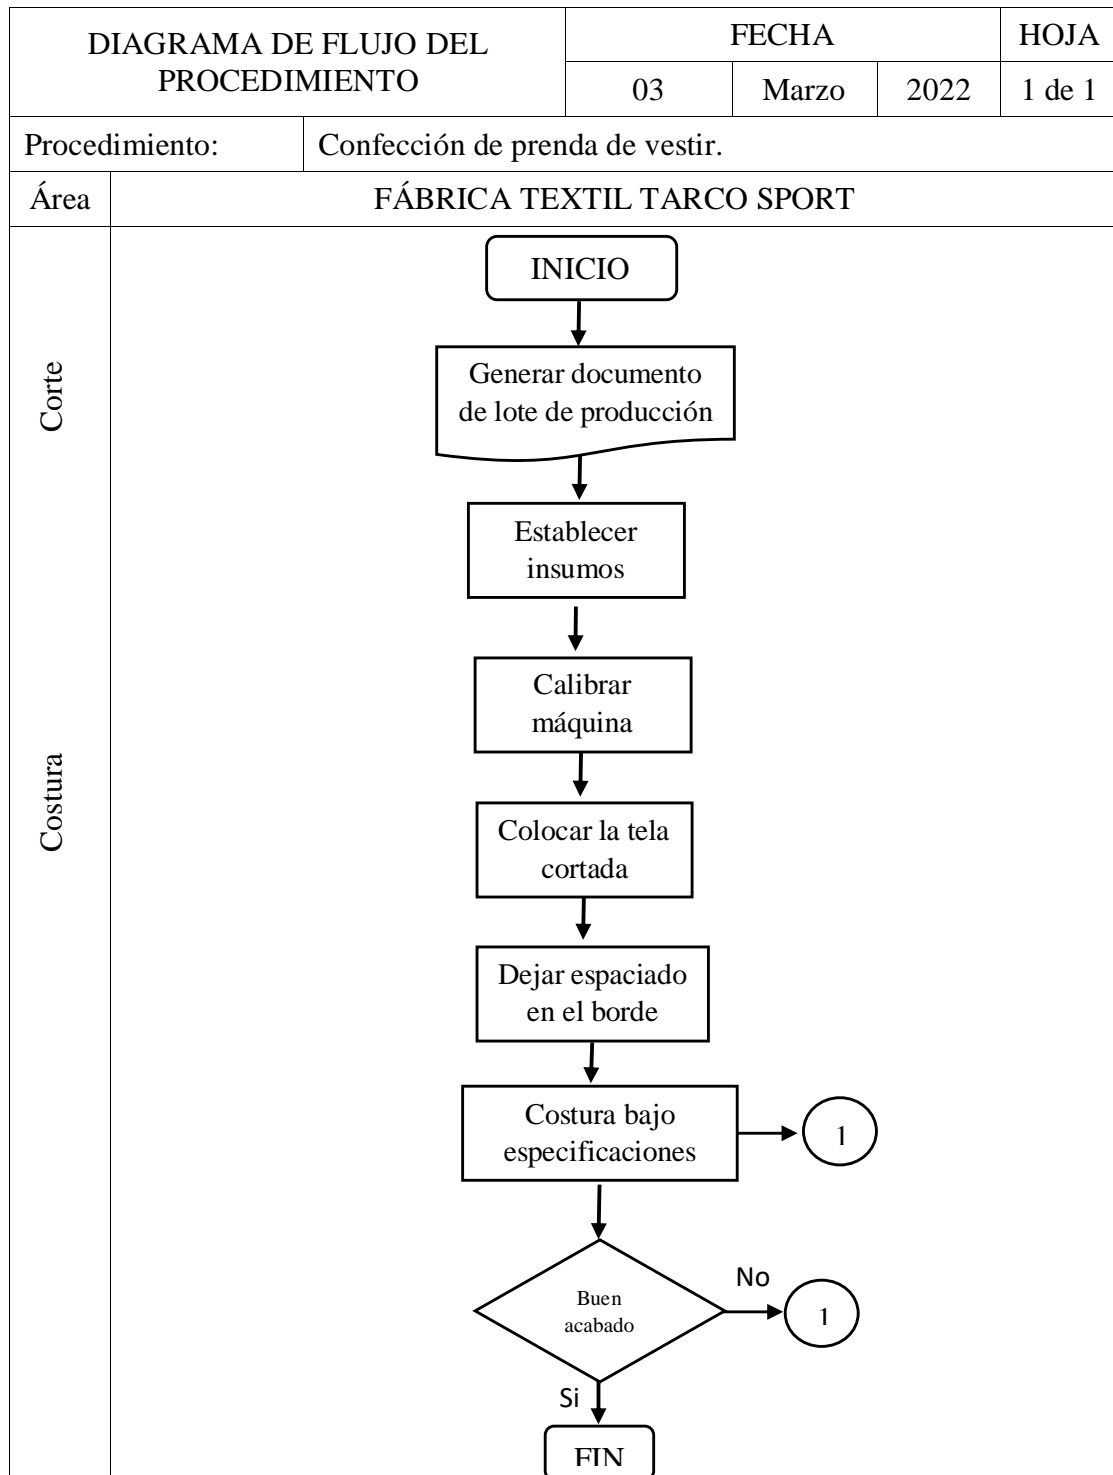 DIAGRAMA DE FLUJO DEL
PROCEDIMIENTO
FECHA
HOJA
03
Marzo
2022
1 de 1
Procedimiento:
Confección de prenda de vestir.
Área
FÁBRICA TEXTIL TARCO SPORT
Corte
INICIO
Generar documento
de lote de producción
Establecer
insumos
Costura
Calibrar
máquina
Colocar la tela
cortada
Dejar espaciado
en el borde
Costura bajo
especificaciones
1
Buen
acabado
No
1
Si
FIN